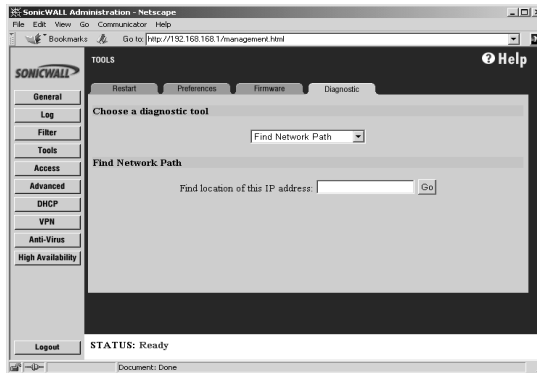 SonicWALL Administration - Netscape
File Edit View Go Communicator Help
Bookmarks Go to: http://192.168.168.1/management.html
SONICWALL
TOOLS
Help
Restart Preferences Firmware Diagnostic
General
Log
Filter
Tools
Access
Advanced
DHCP
VPN
Anti-Virus
High Availability
Logout
Choose a diagnostic tool
Find Network Path
Find Network Path
Find location of this IP address: Go
STATUS: Ready
Document: Done